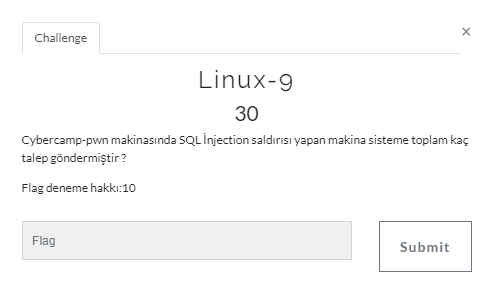 Challenge
×
Linux-9
30
Cybercamp-pwn makinasında SQL İnjection saldırısı yapan makina sisteme toplam kaç
talep göndermiştir ?
Flag deneme hakkı:10
Flag
Submit